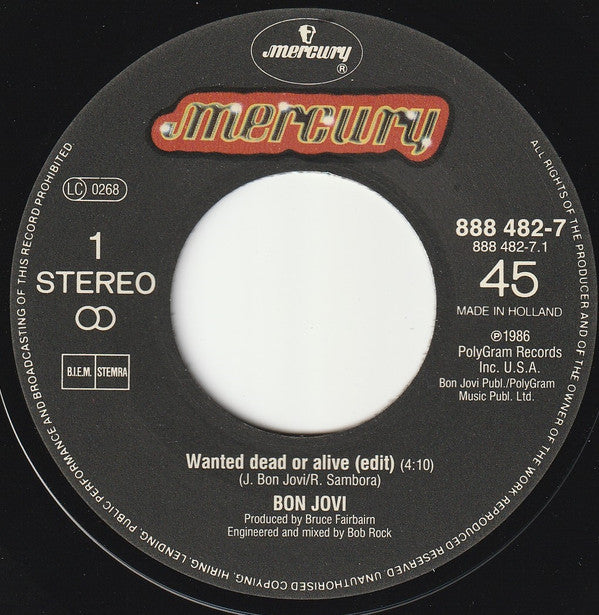 mercury
®
mercury
LC 0268
1
STEREO
B.I.E.M. STEMRA
888 482-7
888 482-7.1
45
MADE IN HOLLAND
℗1986
PolyGram Records
Inc. U.S.A.
Bon Jovi Publ./PolyGram
Music Publ. Ltd.
Wanted dead or alive (edit) (4:10)
(J. Bon Jovi/R. Sambora)
BON JOVI
Produced by Bruce Fairbairn
Engineered and mixed by Bob Rock
ALL RIGHTS OF THE PRODUCER AND OF THE OWNER OF THE WORK REPRODUCED RESERVED. UNAUTHORISED COPYING, HIRING, LENDING, PUBLIC PERFORMANCE AND BROADCASTING OF THIS RECORD PROHIBITED.